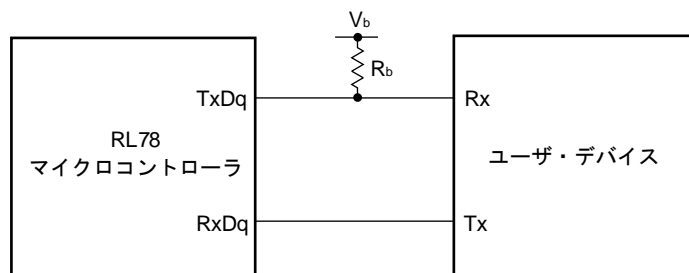 Vb
Rb
TxDq
Rx
RL78
マイクロコントローラ
ユーザ・デバイス
RxDq
Tx